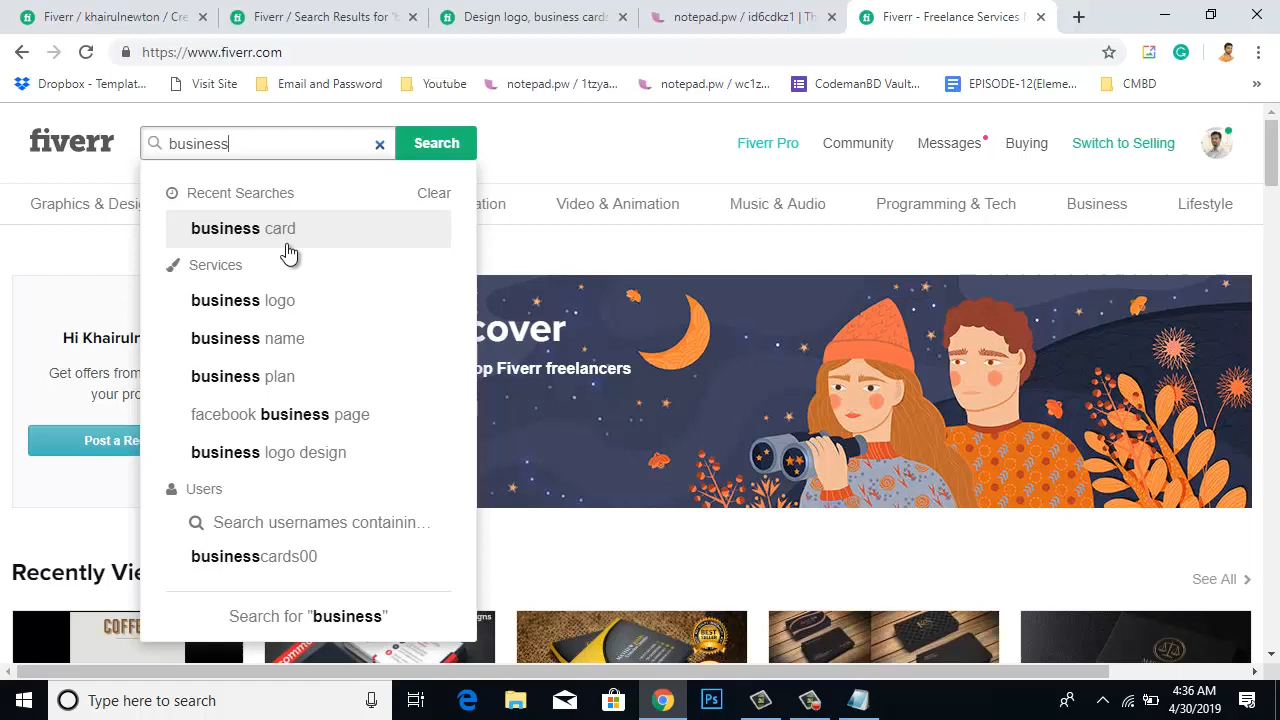 Fiverr / khairulnewton / Cre
Fiverr / Search Results for 'b
Design logo, business cards
notepad.pw / id6cdkz1 | Th
Fiverr - Freelance Services M
https://www.fiverr.com
Dropbox - Templat...
Visit Site
Email and Password
Youtube
notepad.pw / 1tzya...
notepad.pw / wc1z...
CodemanBD Vault...
EPISODE-12(Eleme...
CMBD
fiverr
business
Search
Fiverr Pro
Community
Messages
Buying
Switch to Selling
Recent Searches
Clear
Graphics & Desi
ation
Video & Animation
Music & Audio
Programming & Tech
Business
Lifestyle
business card
Services
business logo
business name
business plan
facebook business page
business logo design
Users
Search usernames containin...
businesscards00
Search for "business"
Hi Khairuln
Get offers from
your pro
Post a Re
cover
op Fiverr freelancers
Recently Vie
See All
COFFE
BEST
SELLER
Type here to search
Ps
4:36 AM
4/30/2019